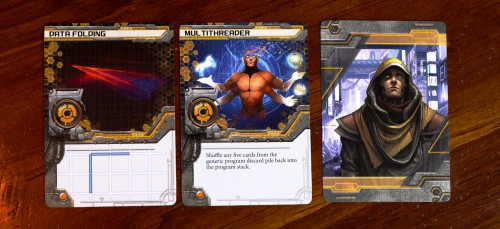 DATA FOLDING
MULTITHREADER
Shuffle any five cards from the
generic program discard pile back into
the program stack.